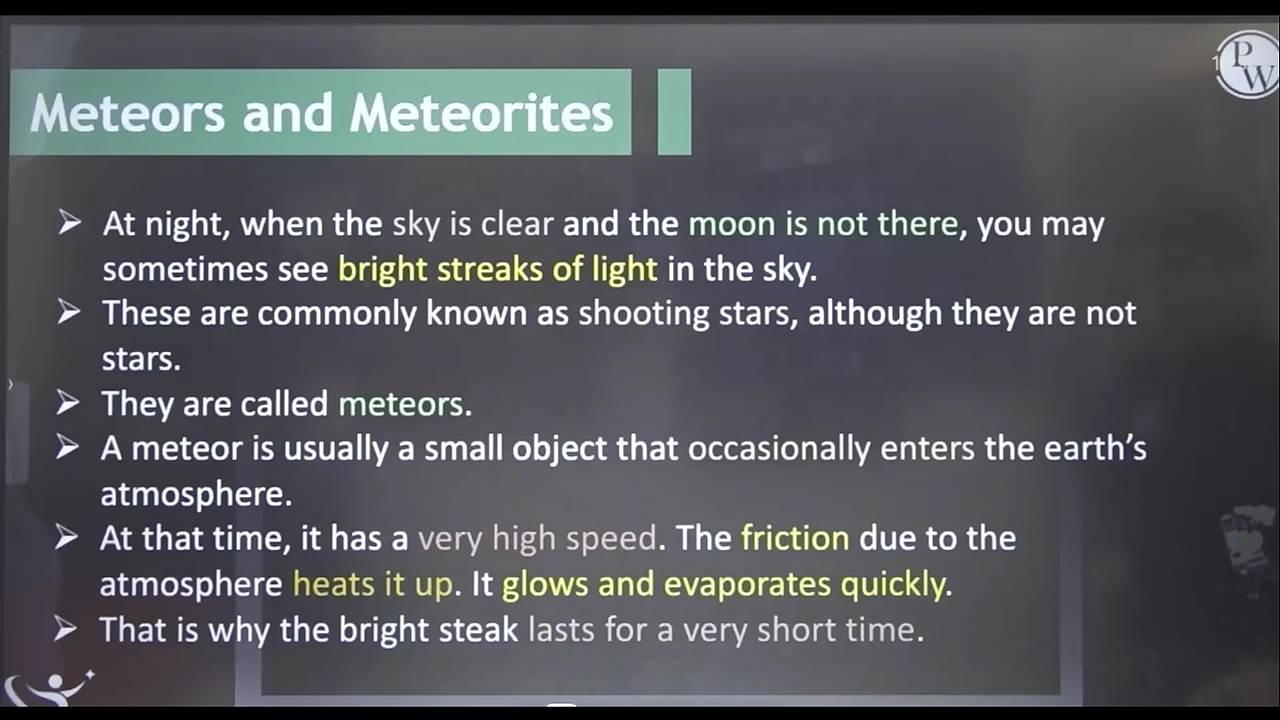 PW
Meteors and Meteorites
➢ At night, when the sky is clear and the moon is not there, you may
sometimes see bright streaks of light in the sky.
➢ These are commonly known as shooting stars, although they are not
stars.
➢ They are called meteors.
➢ A meteor is usually a small object that occasionally enters the earth’s
atmosphere.
➢ At that time, it has a very high speed. The friction due to the
atmosphere heats it up. It glows and evaporates quickly.
➢ That is why the bright steak lasts for a very short time.